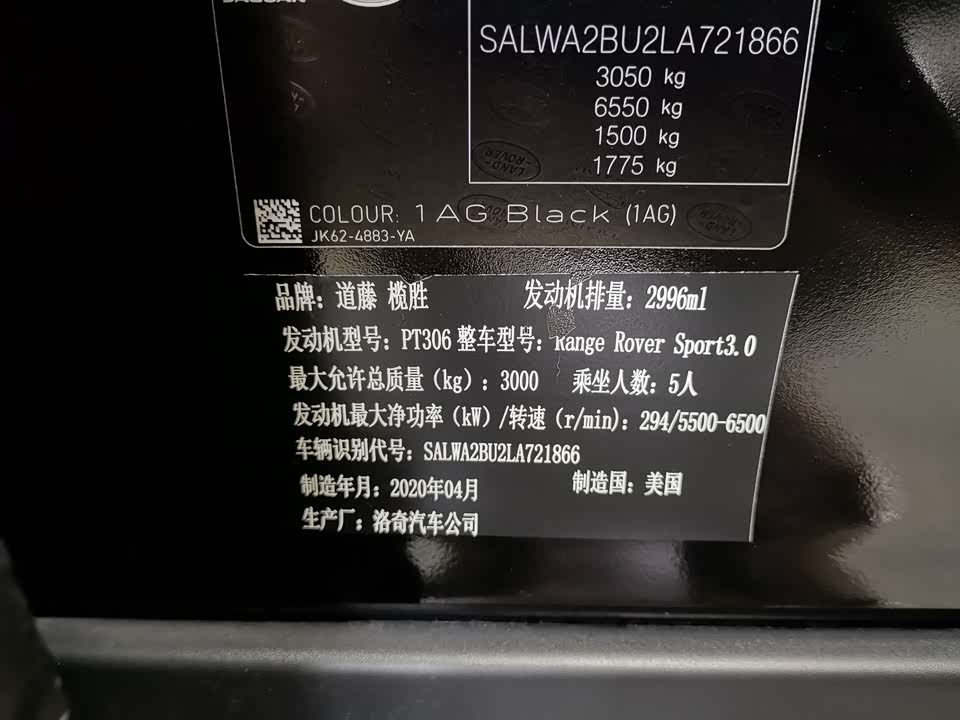 JAGUAR
SALWA2BU2LA721866
3050 kg
6550 kg
1500 kg
1775 kg
COLOUR: 1AG Black (1AG)
JK62-4883-YA
品牌：道藤 榄胜 发动机排量：2996ml
发动机型号：PT306 整车型号：Range Rover Sport3.0
最大允许总质量（kg）：3000 乘坐人数：5人
发动机最大净功率（kW）/转速（r/min）：294/5500-6500
车辆识别代号：SALWA2BU2LA721866
制造年月：2020年04月 制造国：美国
生产厂：洛奇汽车公司